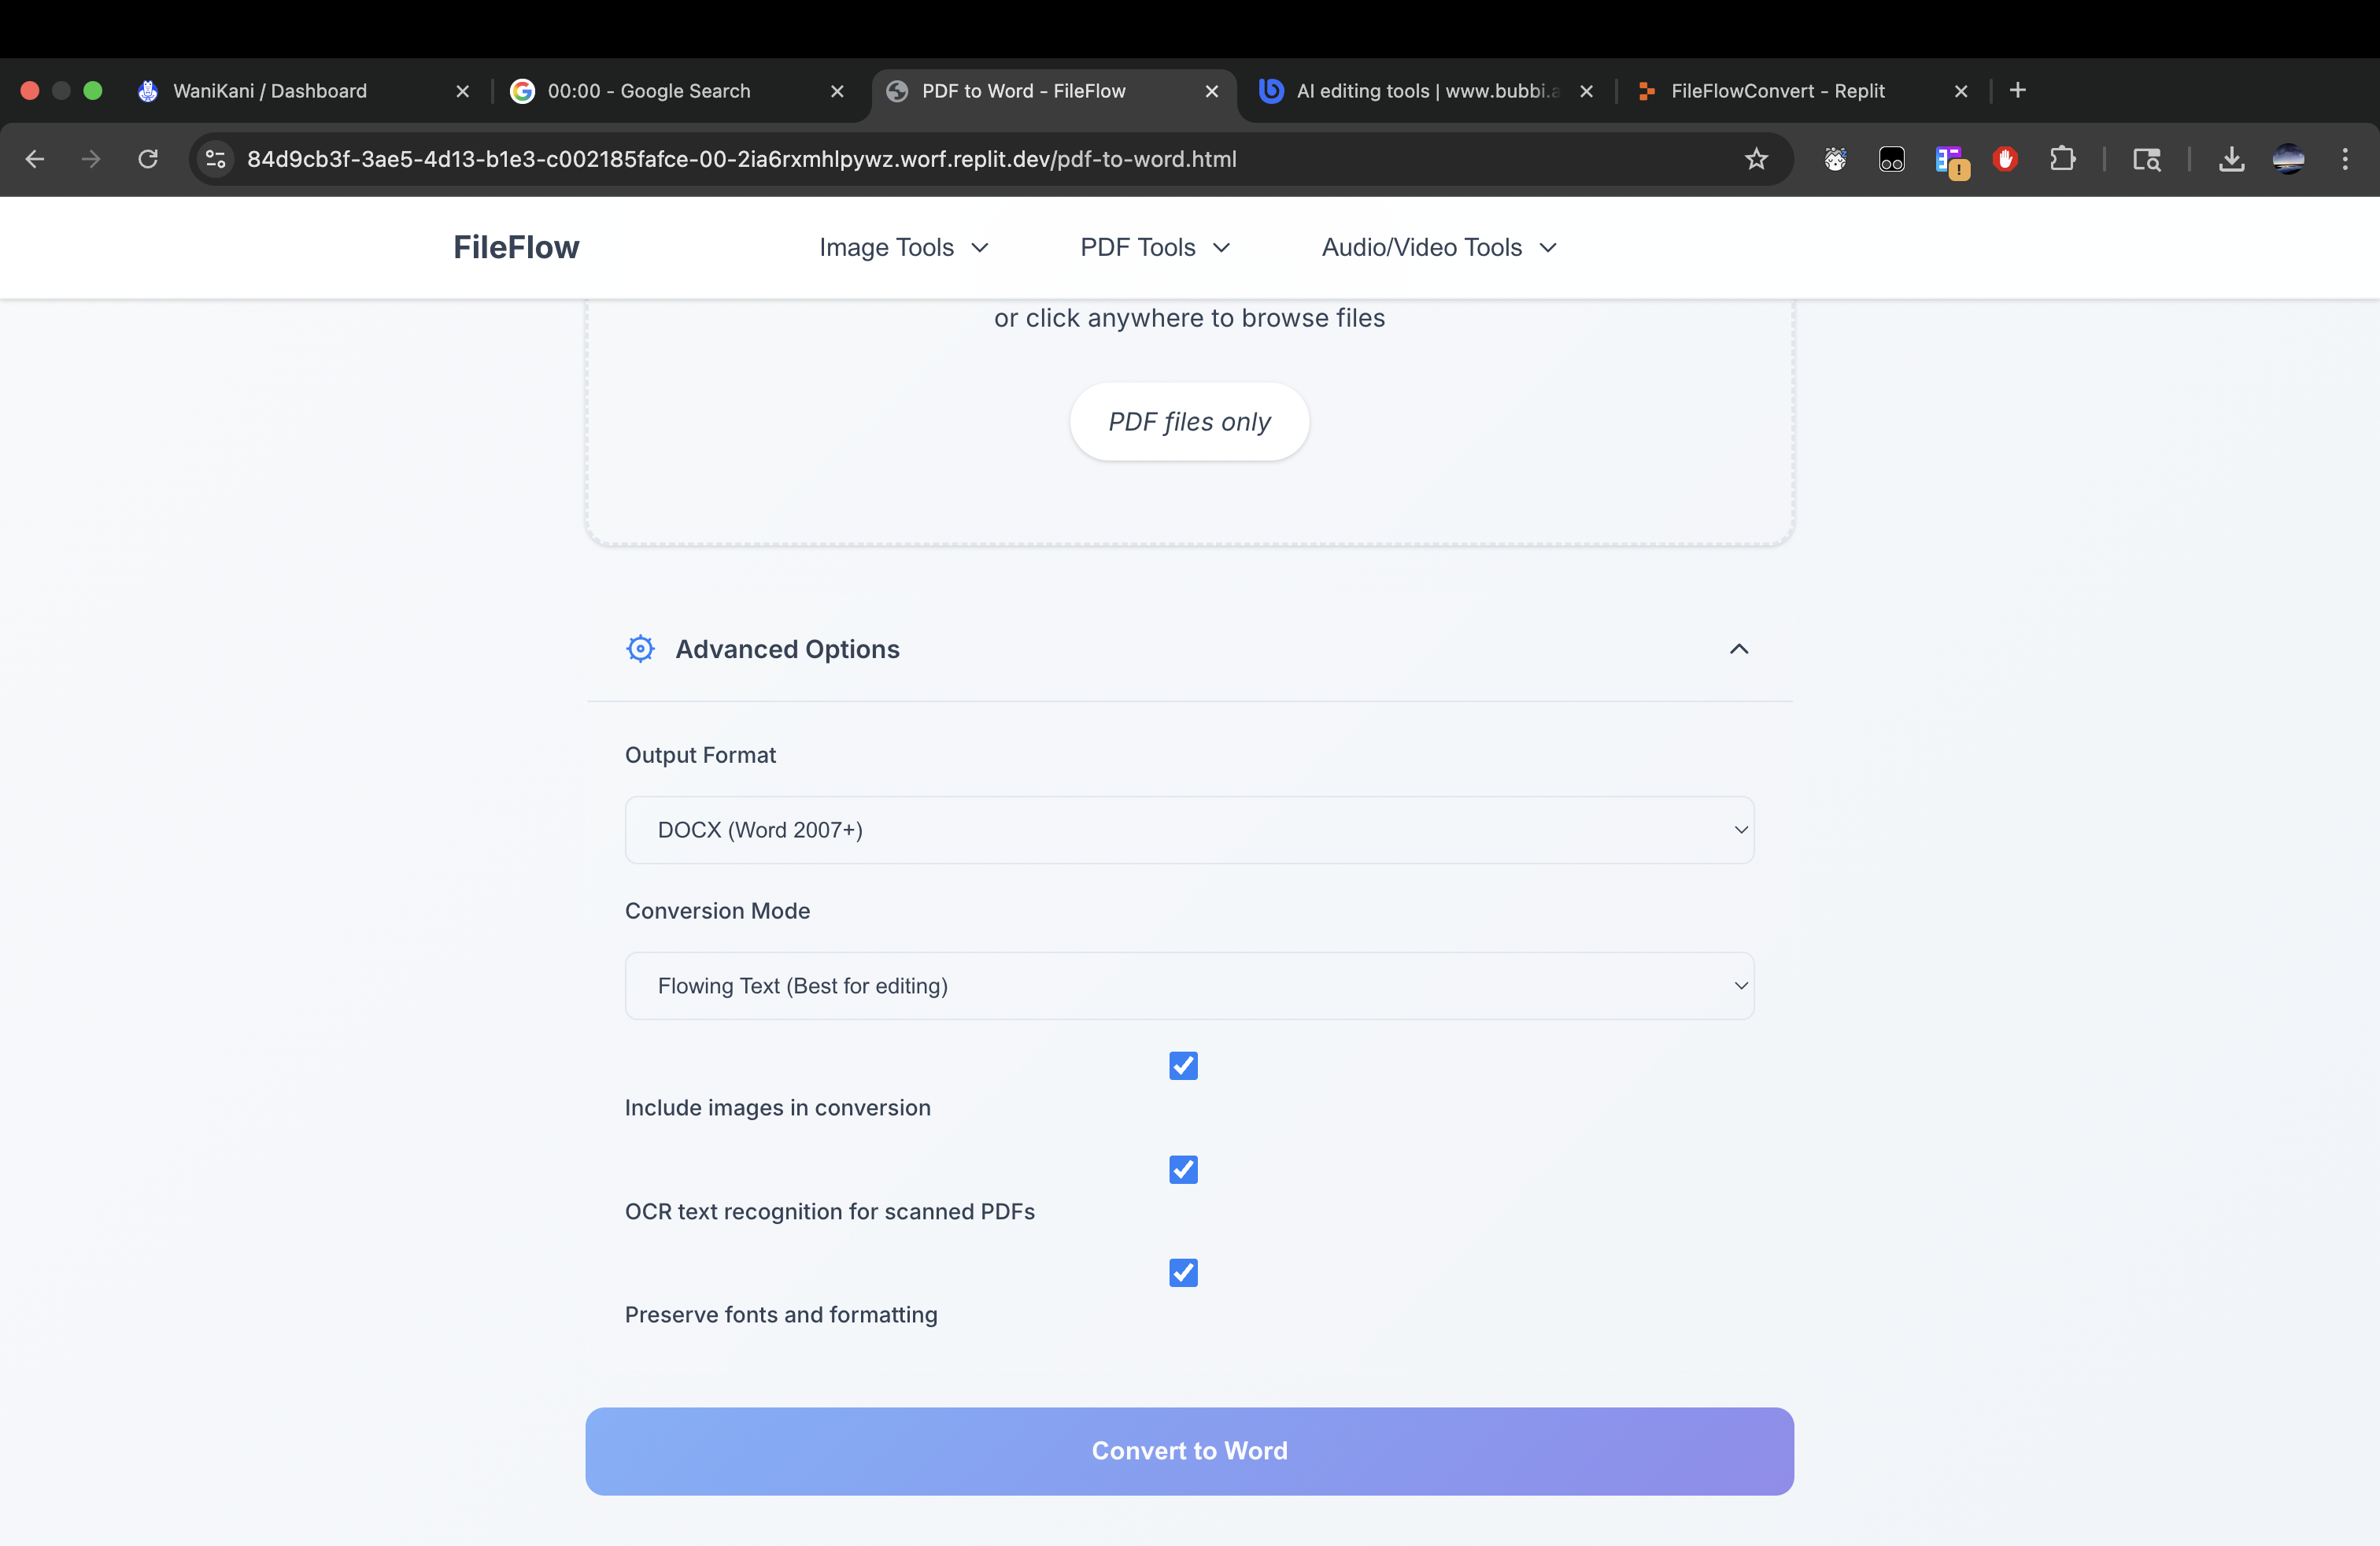 WaniKani / Dashboard
00:00 - Google Search
PDF to Word - FileFlow
AI editing tools | www.bubbi.a
FileFlowConvert - Replit
84d9cb3f-3ae5-4d13-b1e3-c002185fafce-00-2ia6rxmhlpywz.worf.replit.dev/pdf-to-word.html
FileFlow
Image Tools
PDF Tools
Audio/Video Tools
or click anywhere to browse files
PDF files only
Advanced Options
Output Format
DOCX (Word 2007+)
Conversion Mode
Flowing Text (Best for editing)
Include images in conversion
OCR text recognition for scanned PDFs
Preserve fonts and formatting
Convert to Word